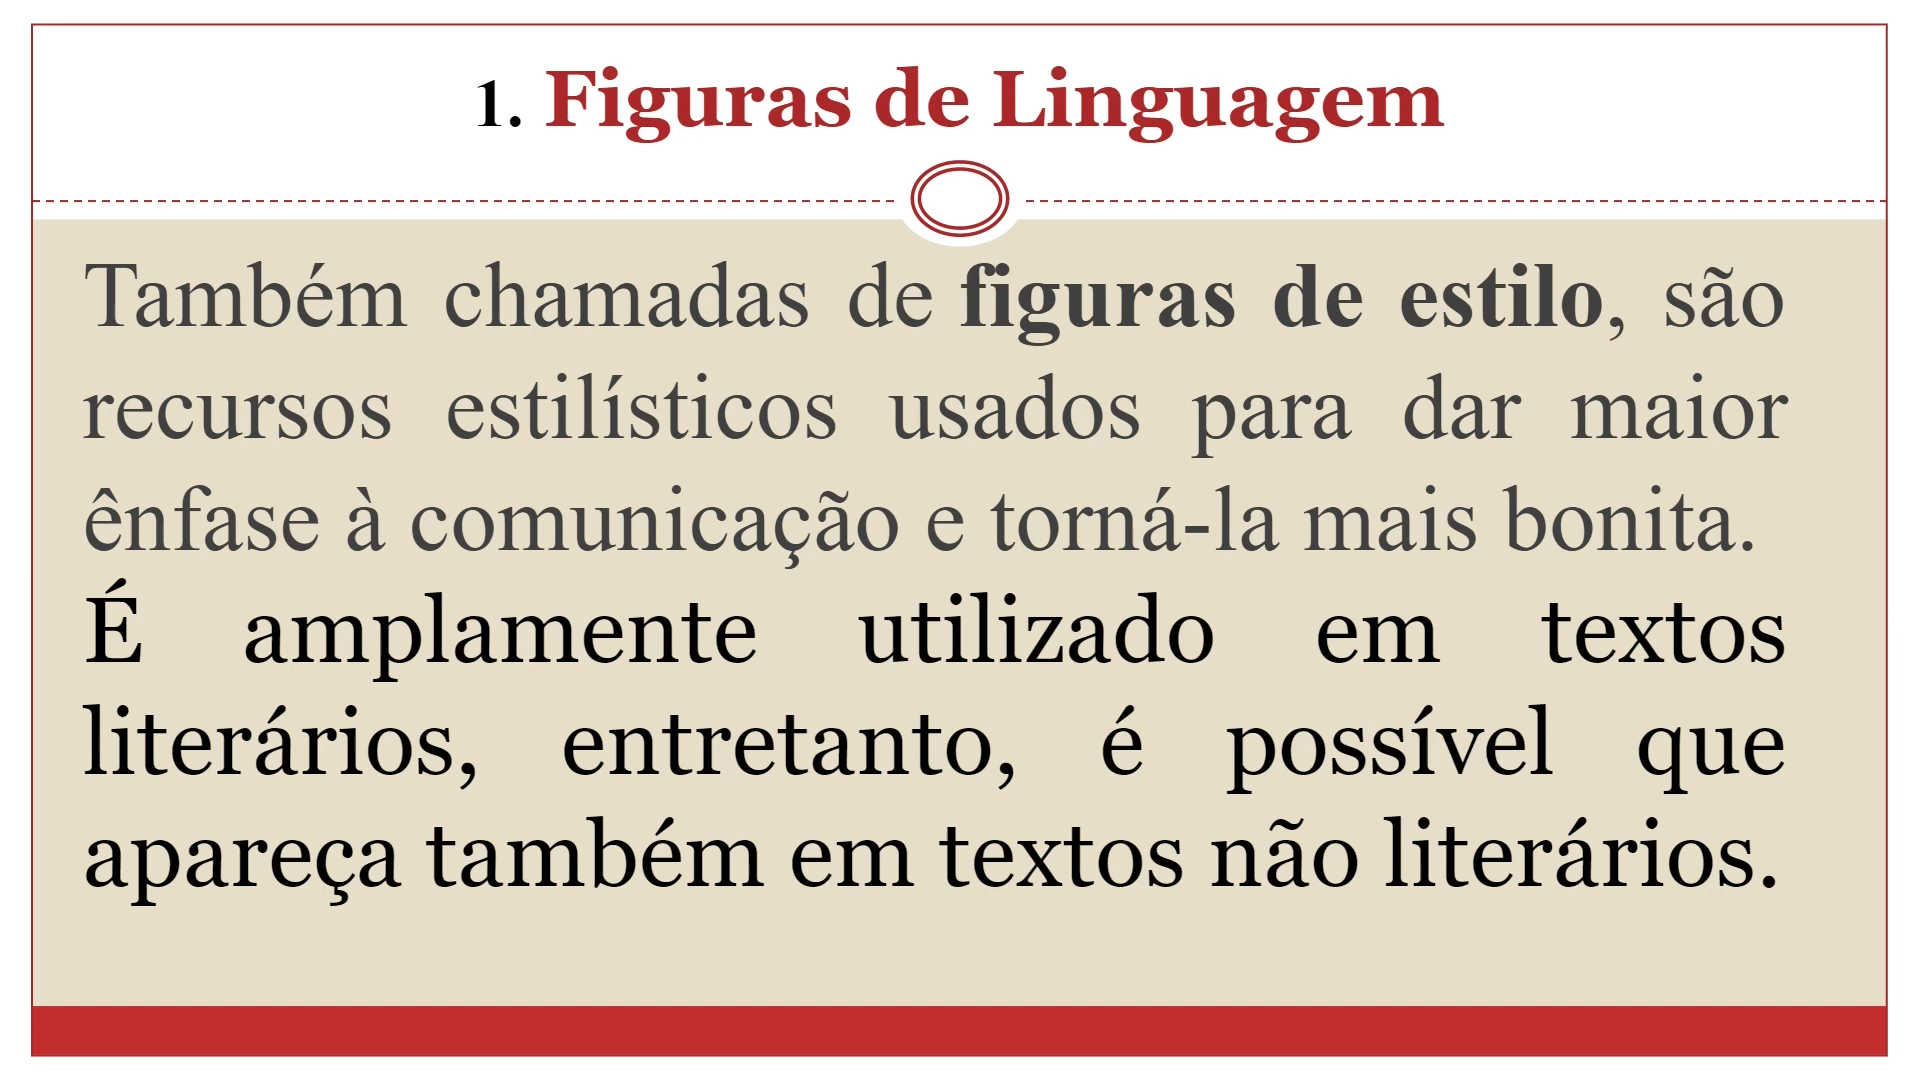 1. Figuras de Linguagem
Também chamadas de figuras de estilo, são
recursos estilísticos usados para dar maior
ênfase à comunicação e torná-la mais bonita.
É amplamente utilizado em textos
literários, entretanto, é possível que
apareça também em textos não literários.